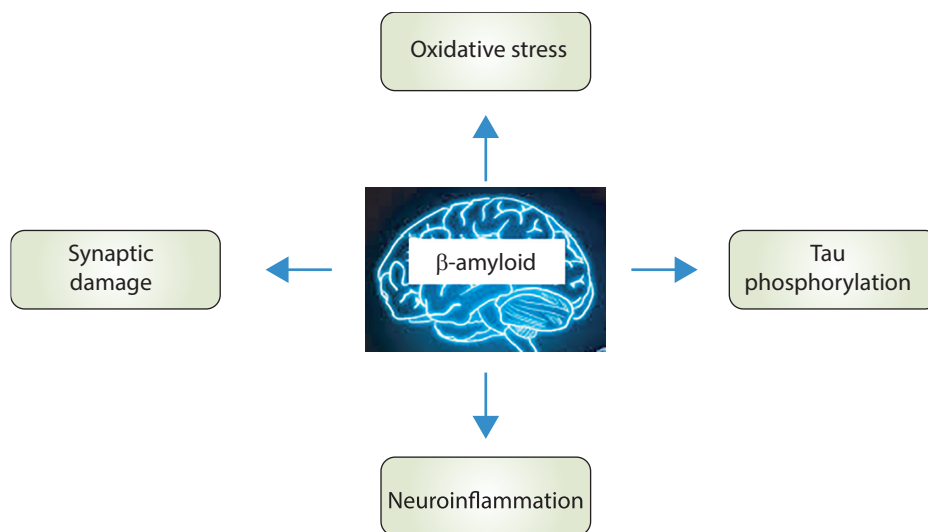 Oxidative stress
Synaptic
damage
β-amyloid
Tau
phosphorylation
Neuroinflammation